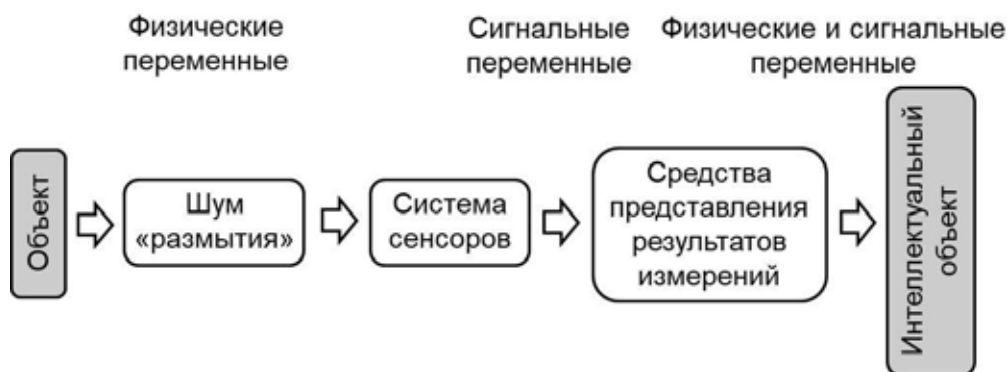 Физические
переменные
Сигнальные
переменные
Физические и сигнальные
переменные
Объект
Шум
«размытия»
Система
сенсоров
Средства
представления
результатов
измерений
Интеллектуальный
объект